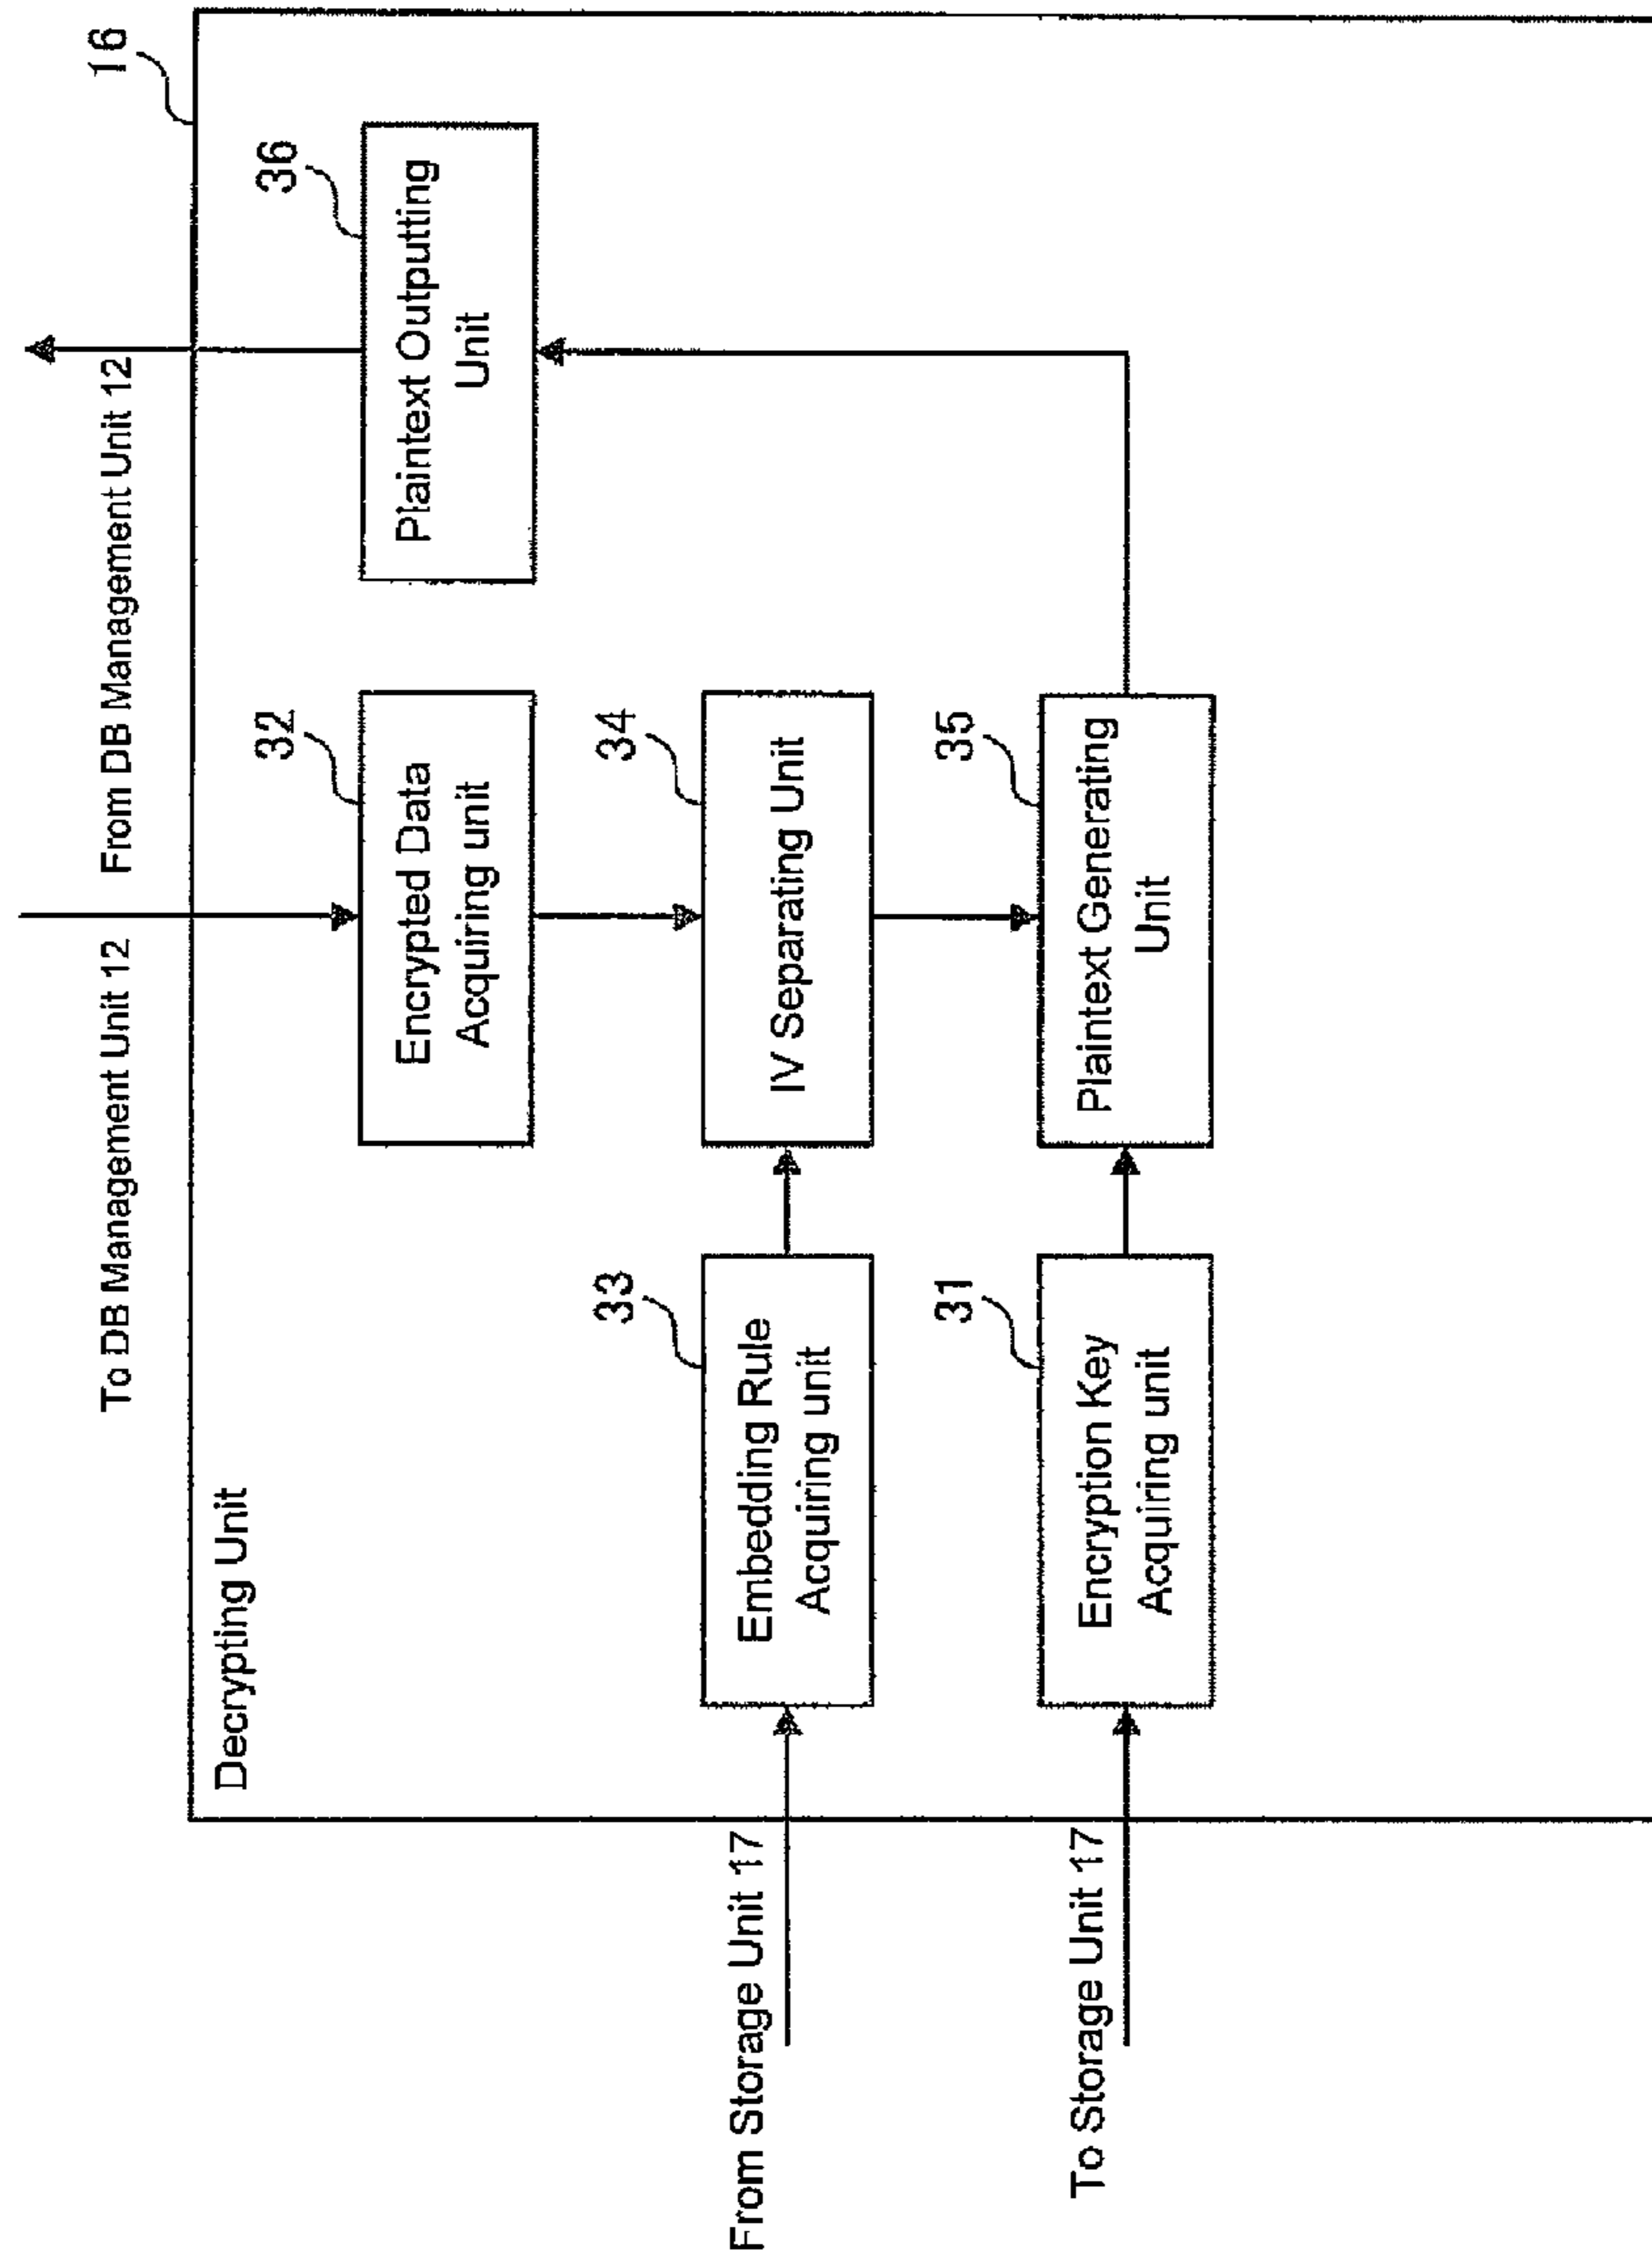 To DB Management Unit 12
From DB Management Unit 12
16
Decrypting Unit
32
36
Encrypted Data
Acquiring unit
Plaintext Outputting
Unit
From Storage Unit 17
33
34
Embedding Rule
Acquiring unit
IV Separating Unit
To Storage Unit 17
31
35
Encryption Key
Acquiring unit
Plaintext Generating
Unit